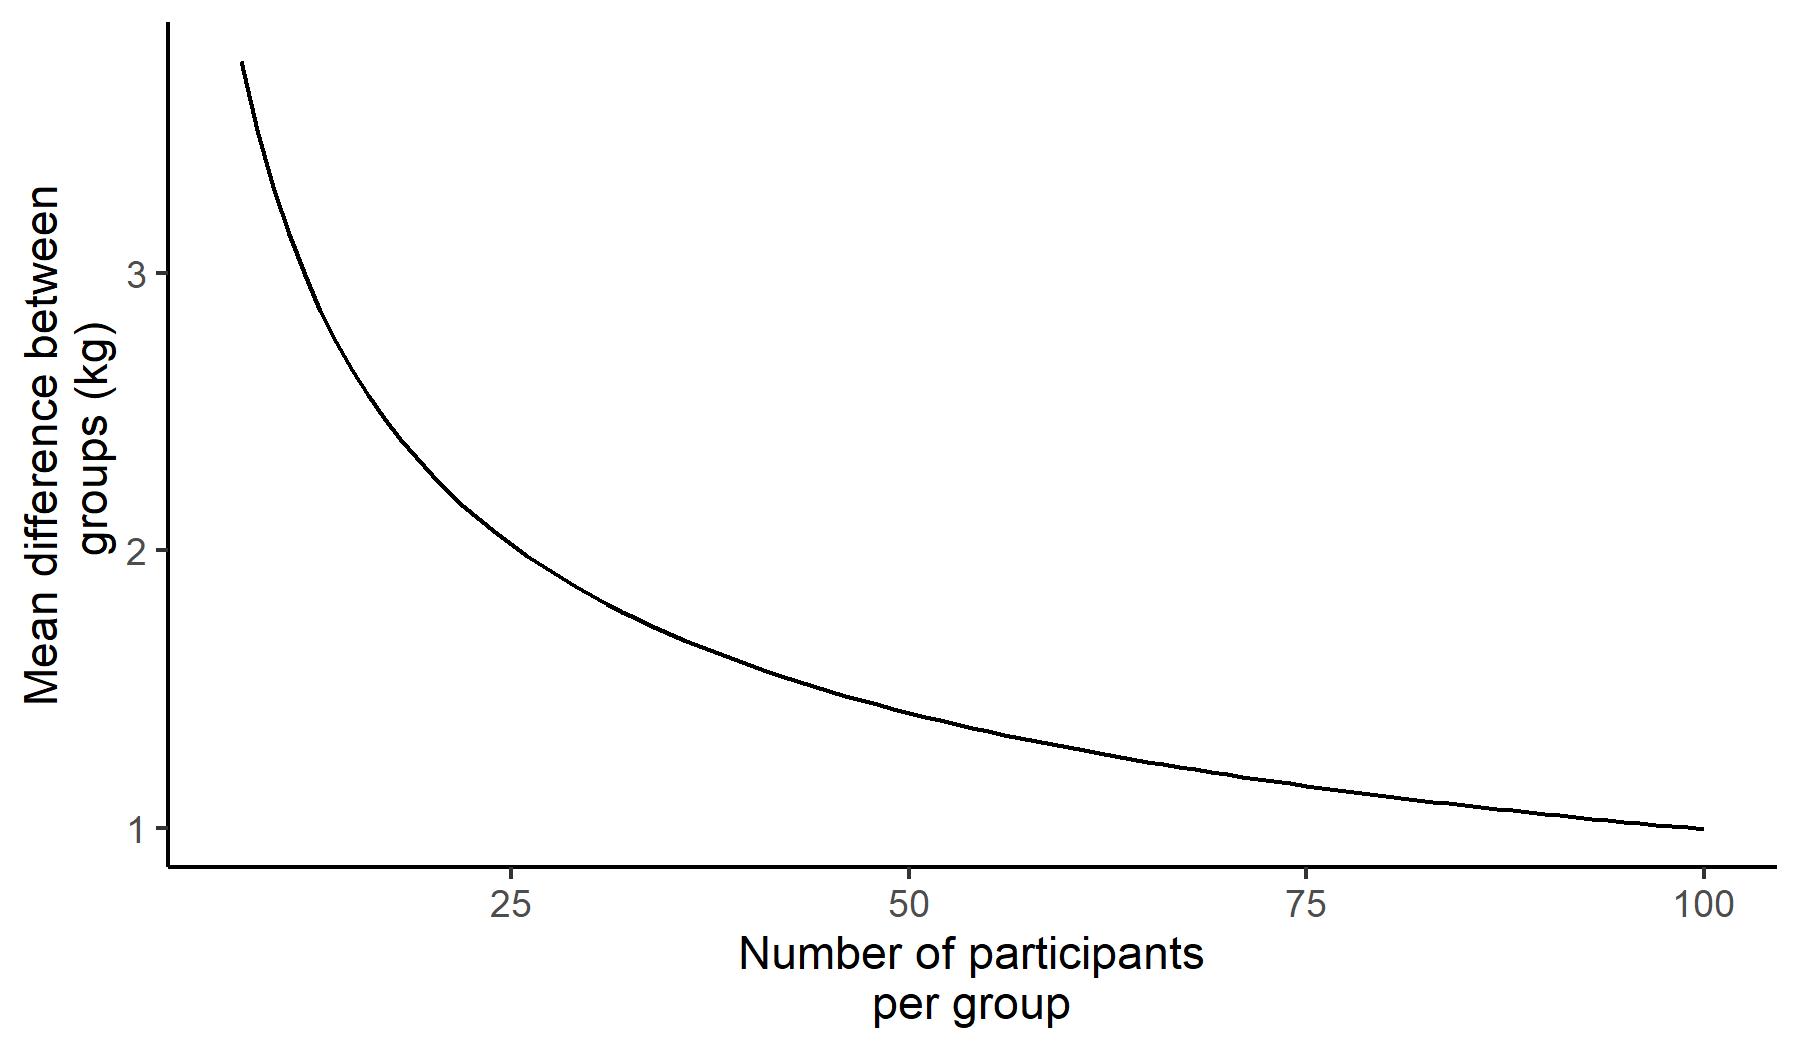 Mean difference between
groups (kg)
3
2
1
25 50 75 100
Number of participants
per group